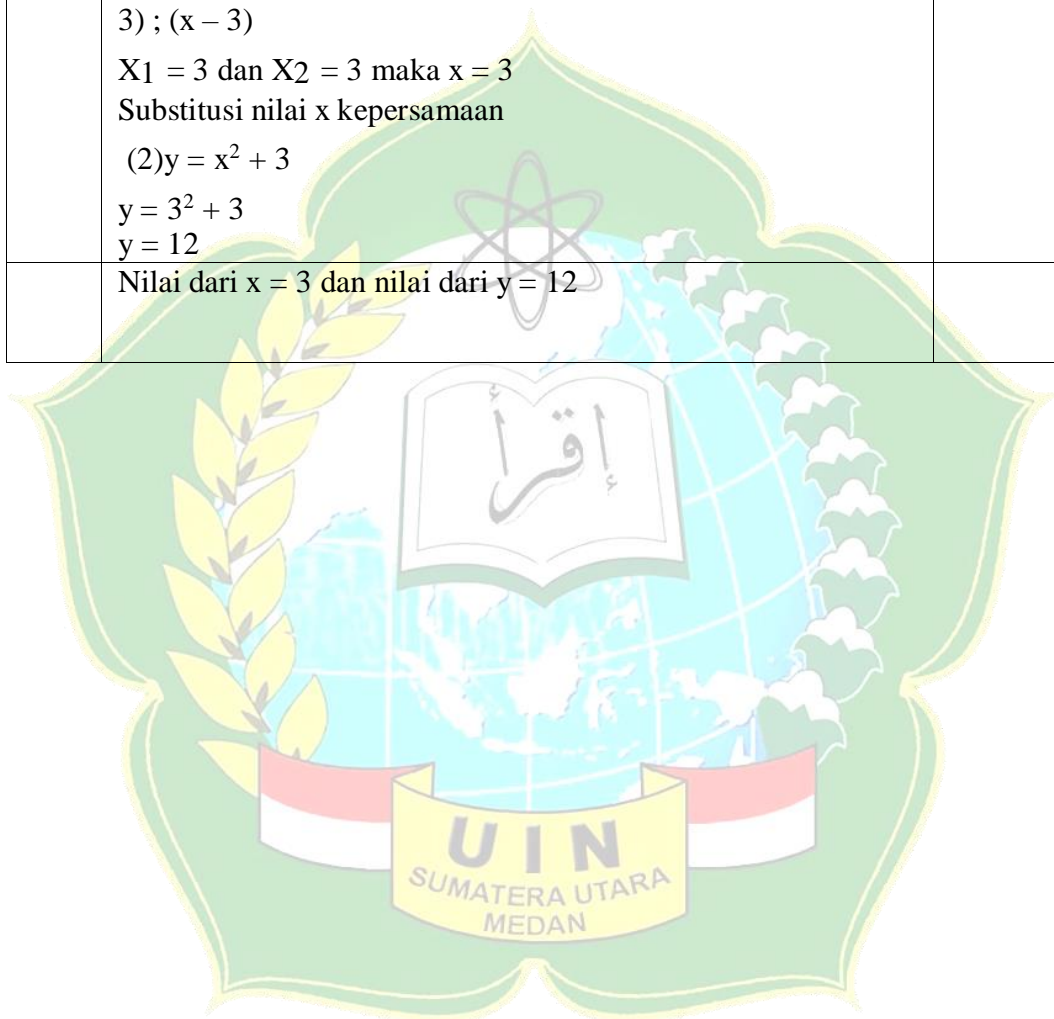 3) ; (x – 3)
X1 = 3 dan X2 = 3 maka x = 3
Substitusi nilai x kepersamaan
(2)y = x² + 3
y = 3² + 3
y = 12
Nilai dari x = 3 dan nilai dari y = 12
إقرأ
UIN
SUMATERA UTARA
MEDAN